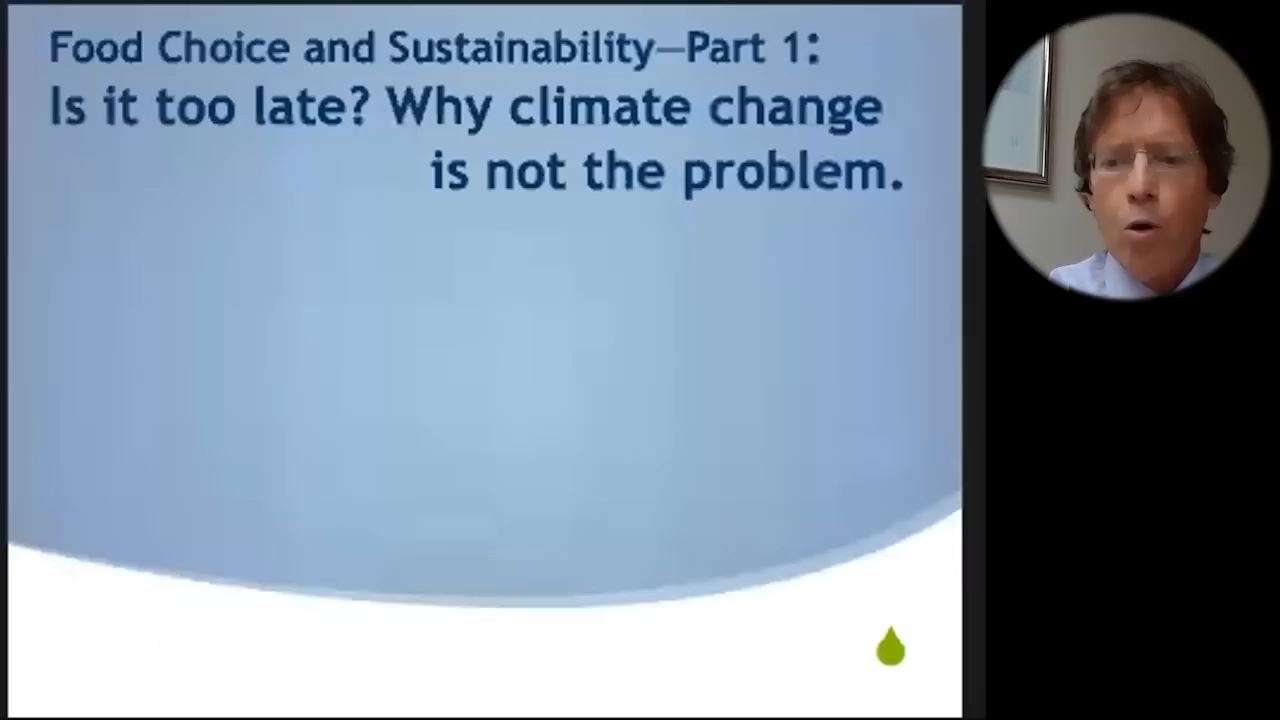 Food Choice and Sustainability—Part 1:
Is it too late? Why climate change
is not the problem.